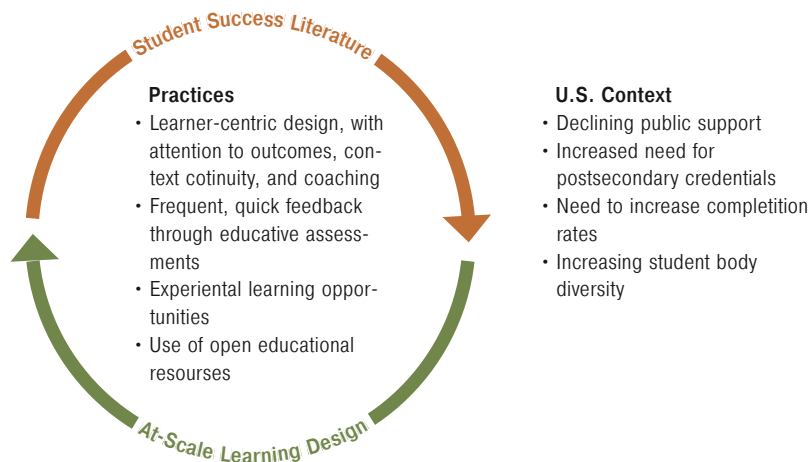 Student Success Literature
Practices
• Learner-centric design, with
attention to outcomes, con-
text cotinuity, and coaching
• Frequent, quick feedback
through educative assess-
ments
• Experiental learning oppor-
tunities
• Use of open educational
resourses
U.S. Context
• Declining public support
• Increased need for
postsecondary credentials
• Need to increase completition
rates
• Increasing student body
diversity
At-Scale Learning Design